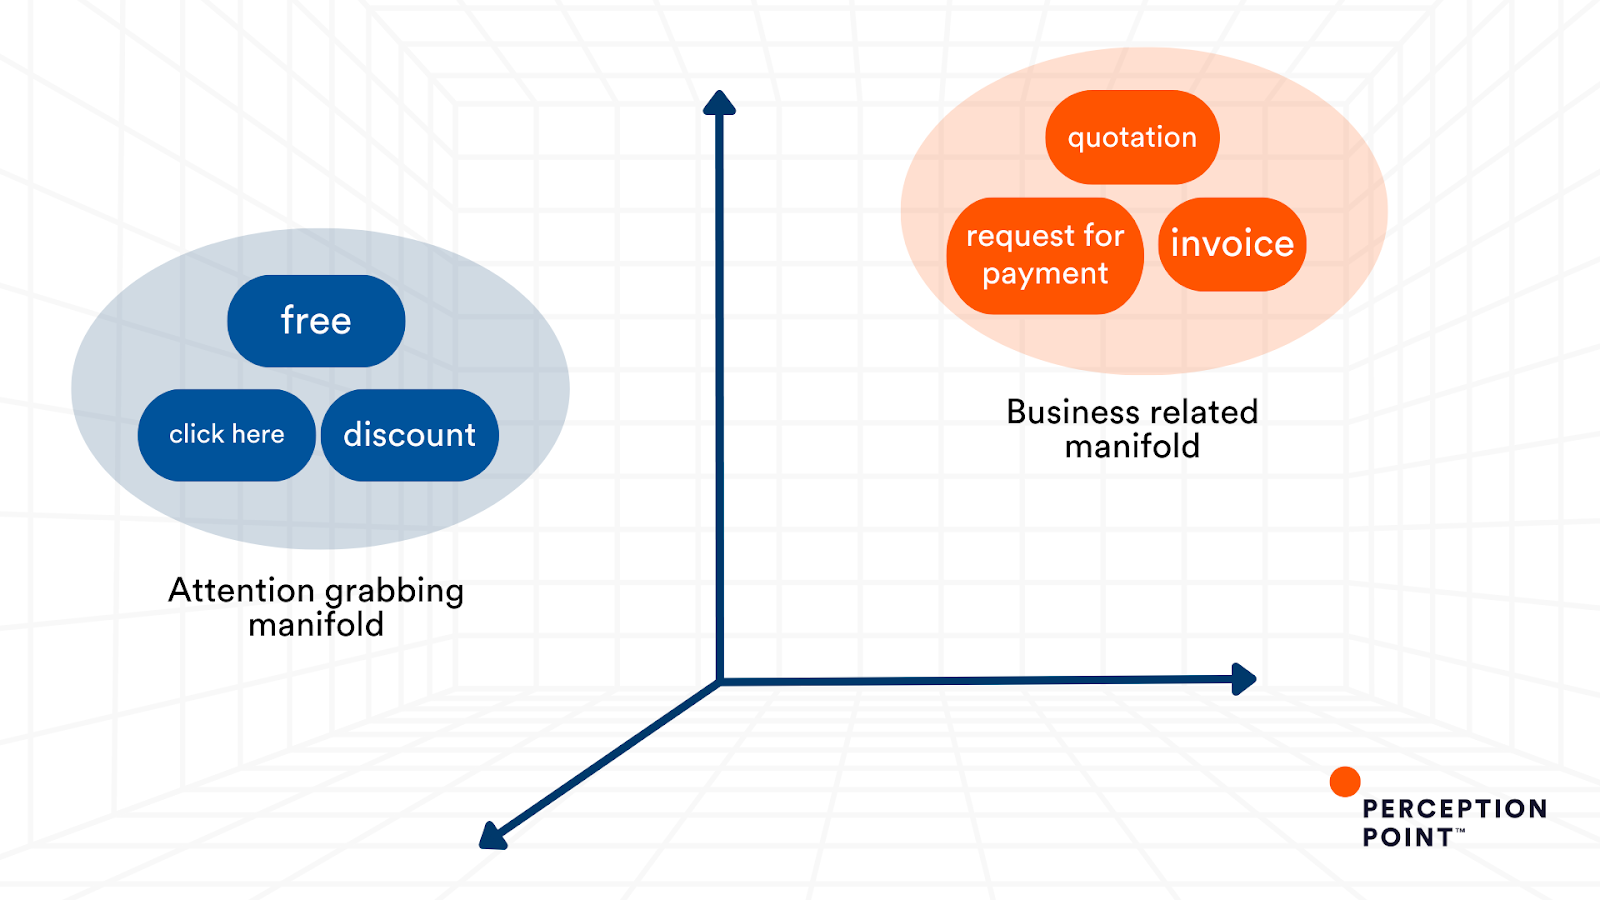 quotation
request for
payment
invoice
Business related
manifold
free
click here
discount
Attention grabbing
manifold
PERCEPTION
POINT™